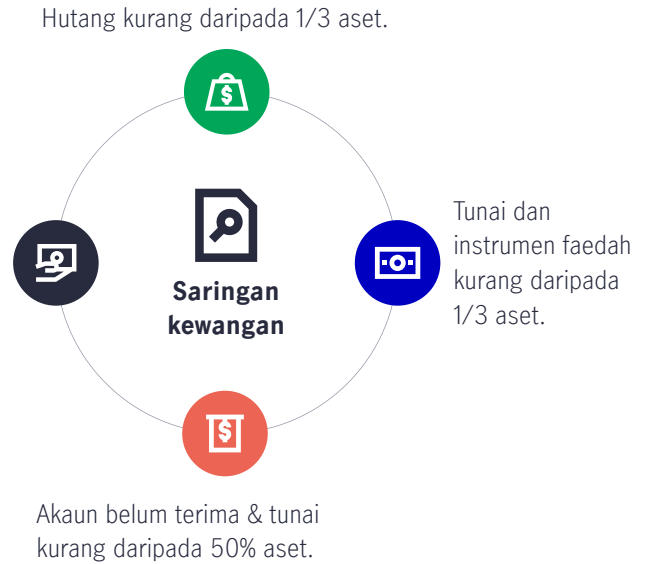 Hutang kurang daripada 1/3 aset.
Tunai dan
instrumen faedah
kurang daripada
1/3 aset.
Saringan
kewangan
Akaun belum terima & tunai
kurang daripada 50% aset.